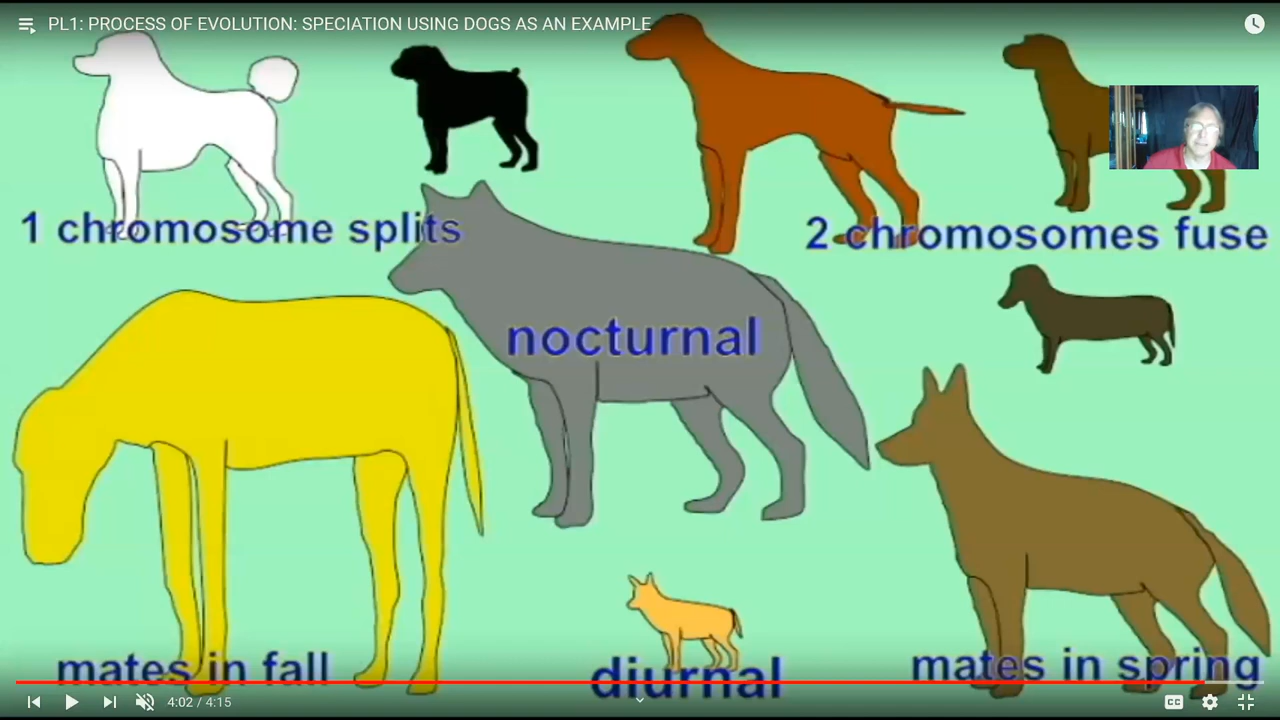 PL1: PROCESS OF EVOLUTION: SPECIATION USING DOGS AS AN EXAMPLE
1 chromosome splits
2 chromosomes fuse
nocturnal
mates in fall
diurnal
mates in spring
4:02 / 4:15
CC